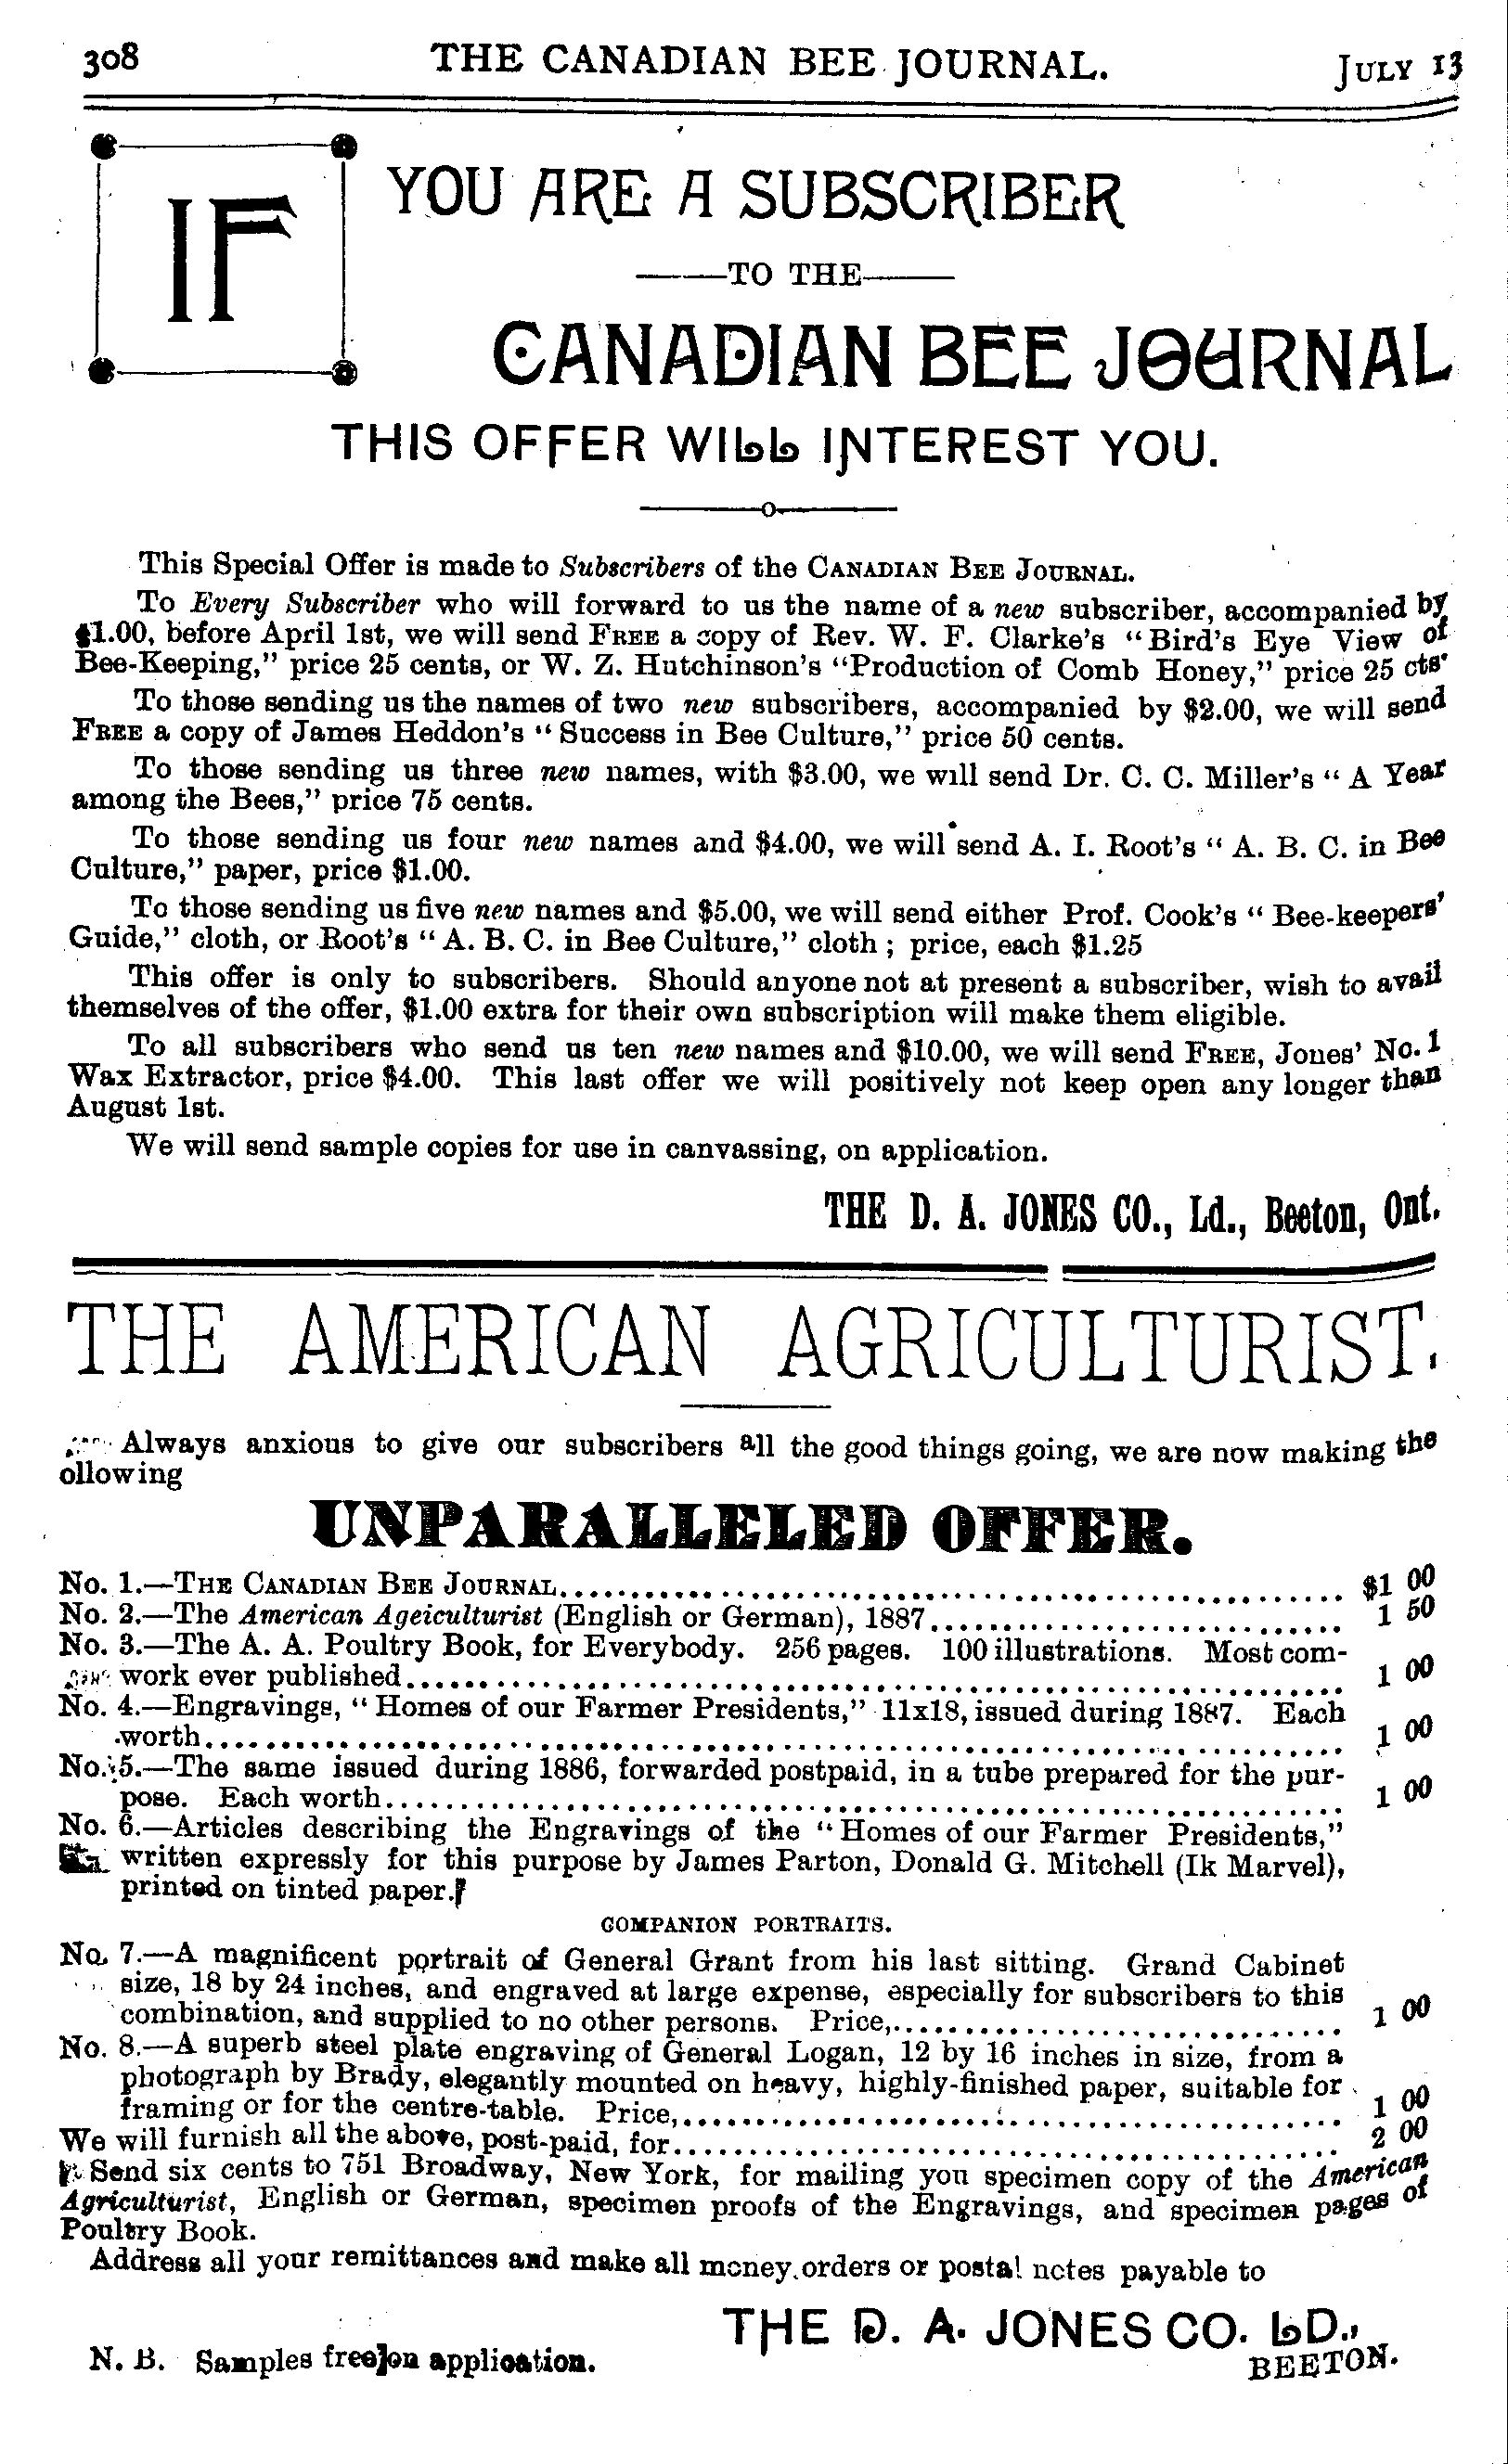 308 THE CANADIAN BEE JOURNAL. JULY 13
IF YOU ARE A SUBSCRIBER
TO THE
CANADIAN BEE JOURNAL
THIS OFFER WILL INTEREST YOU.
This Special Offer is made to Subscribers of the CANADIAN BEE JOURNAL.
To Every Subscriber who will forward to us the name of a new subscriber, accompanied by
$1.00, before April 1st, we will send FREE a copy of Rev. W. F. Clarke's "Bird's Eye View of
Bee-Keeping," price 25 cents, or W. Z. Hutchinson's "Production of Comb Honey," price 25 cts.
To those sending us the names of two new subscribers, accompanied by $2.00, we will send
FREE a copy of James Heddon's "Success in Bee Culture," price 50 cents.
To those sending us three new names, with $3.00, we will send Dr. C. C. Miller's "A Year
among the Bees," price 75 cents.
To those sending us four new names and $4.00, we will send A. I. Root's "A. B. C. in Bee
Culture," paper, price $1.00.
To those sending us five new names and $5.00, we will send either Prof. Cook's "Bee-keepers'
Guide," cloth, or Root's "A. B. C. in Bee Culture," cloth; price, each $1.25
This offer is only to subscribers. Should anyone not at present a subscriber, wish to avail
themselves of the offer, $1.00 extra for their own subscription will make them eligible.
To all subscribers who send us ten new names and $10.00, we will send FREE, Jones' No. 1
Wax Extractor, price $4.00. This last offer we will positively not keep open any longer than
August 1st.
We will send sample copies for use in canvassing, on application.
THE D. A. JONES CO., Ld., Beeton, Ont.
THE AMERICAN AGRICULTURIST.
Always anxious to give our subscribers all the good things going, we are now making the
ollowing
UNPARALLELED OFFER.
No. 1.—THE CANADIAN BEE JOURNAL........ $1 00
No. 2.—The American Ageiculturist (English or German), 1887........ 1 50
No. 3.—The A. A. Poultry Book, for Everybody. 256 pages. 100 illustrations. Most com-
work ever published........ 1 00
No. 4.—Engravings, "Homes of our Farmer Presidents," 11x18, issued during 1887. Each
worth........ 1 00
No. 5.—The same issued during 1886, forwarded postpaid, in a tube prepared for the pur-
pose. Each worth........ 1 00
No. 6.—Articles describing the Engravings of the "Homes of our Farmer Presidents,"
written expressly for this purpose by James Parton, Donald G. Mitchell (Ik Marvel),
printed on tinted paper.
COMPANION PORTRAITS.
No. 7.—A magnificent portrait of General Grant from his last sitting. Grand Cabinet
size, 18 by 24 inches, and engraved at large expense, especially for subscribers to this
combination, and supplied to no other persons. Price,........ 1 00
No. 8.—A superb steel plate engraving of General Logan, 12 by 16 inches in size, from a
photograph by Brady, elegantly mounted on heavy, highly-finished paper, suitable for
framing or for the centre-table. Price,........ 1 00
We will furnish all the above, post-paid, for........ 2 00
Send six cents to 751 Broadway, New York, for mailing you specimen copy of the American
Agriculturist, English or German, specimen proofs of the Engravings, and specimen pages of
Poultry Book.
Address all your remittances and make all money orders or postal notes payable to
THE D. A. JONES CO. LD.,
N. B. Samples free on application. BEETON.